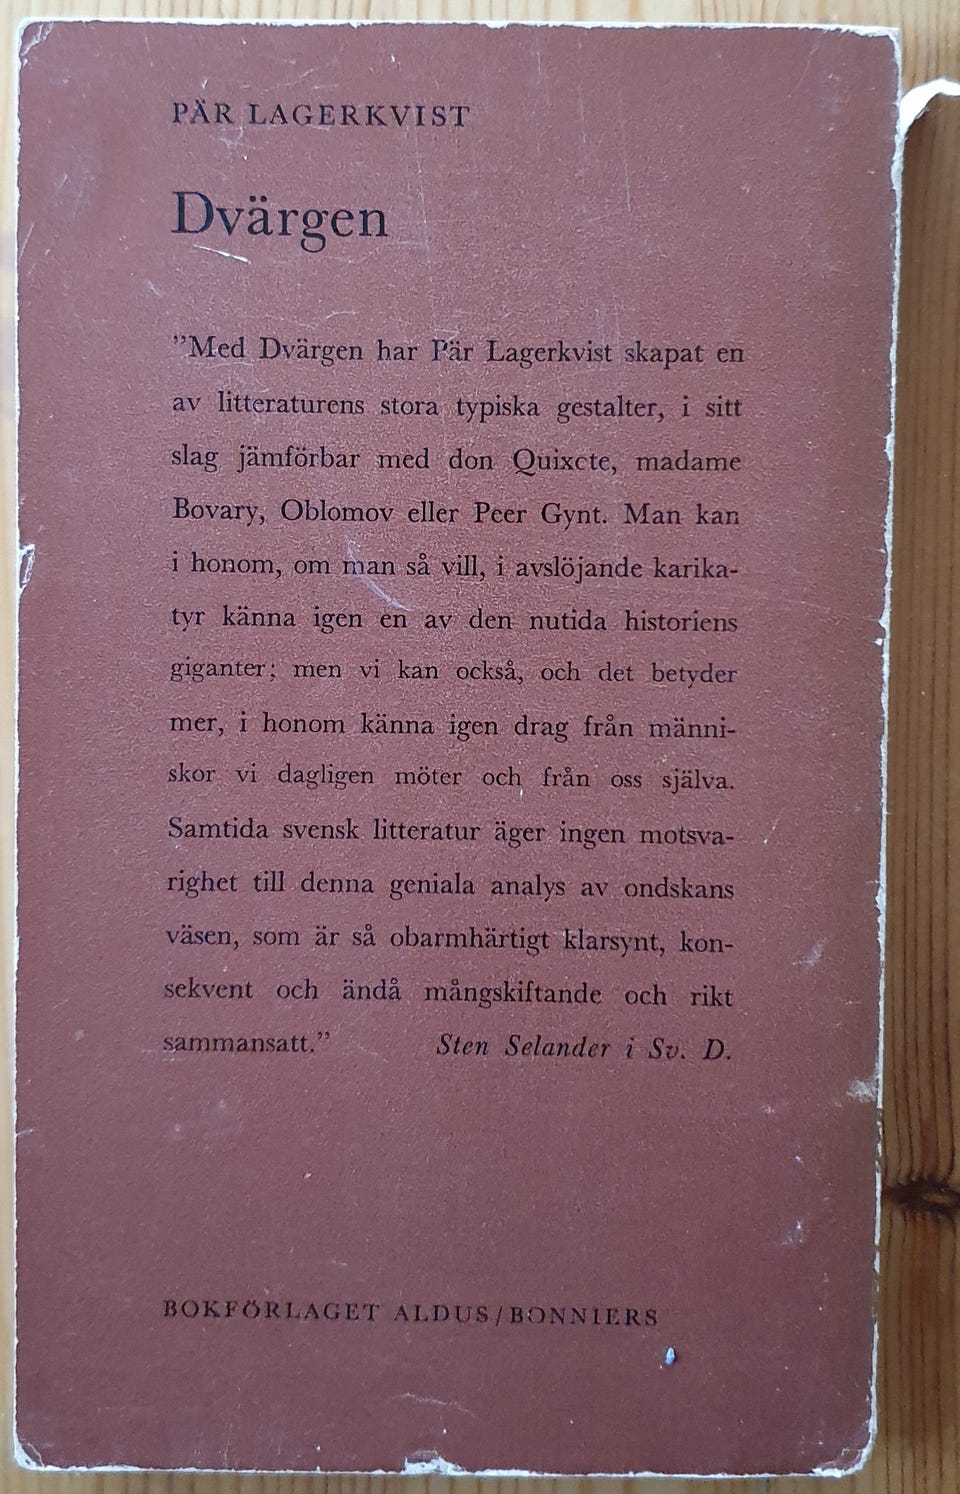 PÄR LAGERKVIST
Dvärgen
”Med Dvärgen har Pär Lagerkvist skapat en
av litteraturens stora typiska gestalter, i sitt
slag jämförbar med don Quixote, madame
Bovary, Oblomov eller Peer Gynt. Man kan
i honom, om man så vill, i avslöjande karika-
tyr känna igen en av den nutida historiens
giganter; men vi kan också, och det betyder
mer, i honom känna igen drag från männi-
skor vi dagligen möter och från oss själva.
Samtida svensk litteratur äger ingen motsva-
righet till denna geniala analys av ondskans
väsen, som är så obarmhärtigt klarsynt, kon-
sekvent och ändå mångskiftande och rikt
sammansatt.” Sten Selander i Sv. D.
BOKFÖRLAGET ALDUS/BONNIERS